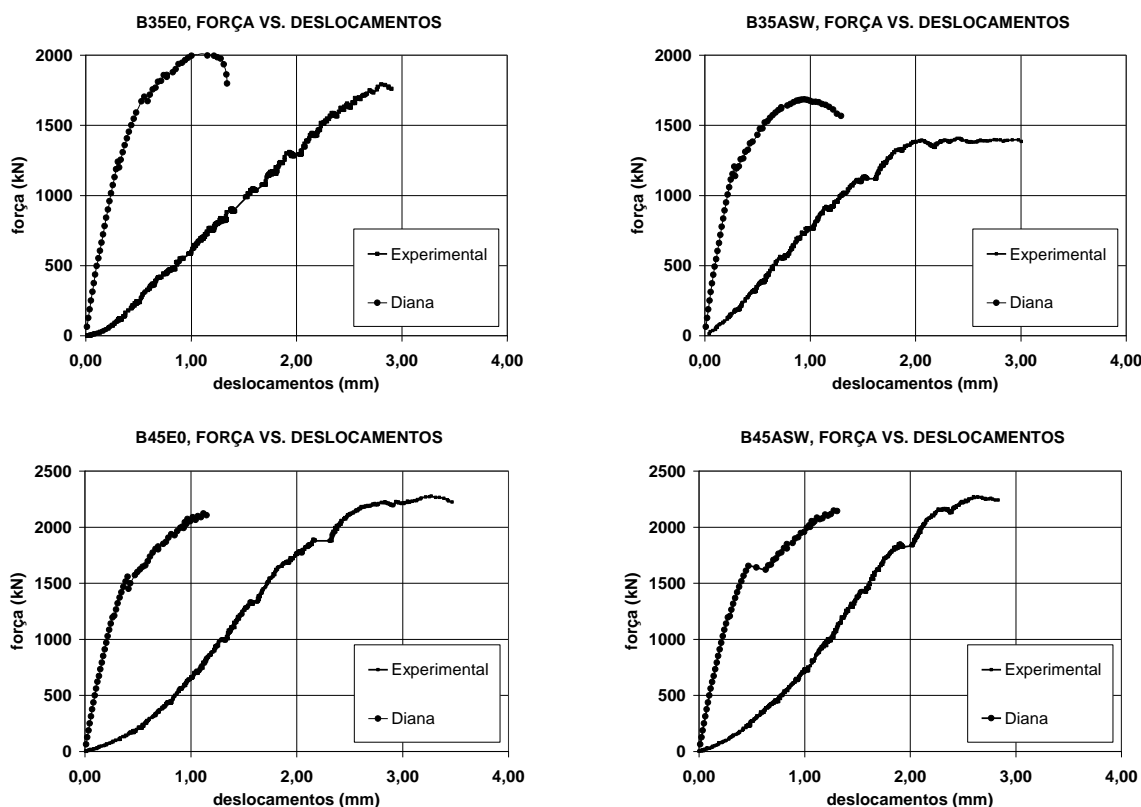 B35E0, FORÇA VS. DESLOCAMENTOS
2000
1500
1000
500
0
força (kN)
0,00 1,00 2,00 3,00 4,00
deslocamentos (mm)
Experimental
Diana
B35ASW, FORÇA VS. DESLOCAMENTOS
2000
1500
1000
500
0
força (kN)
0,00 1,00 2,00 3,00 4,00
deslocamentos (mm)
Experimental
Diana
B45E0, FORÇA VS. DESLOCAMENTOS
2500
2000
1500
1000
500
0
força (kN)
0,00 1,00 2,00 3,00 4,00
deslocamentos (mm)
Experimental
Diana
B45ASW, FORÇA VS. DESLOCAMENTOS
2500
2000
1500
1000
500
0
força (kN)
0,00 1,00 2,00 3,00 4,00
deslocamentos (mm)
Experimental
Diana